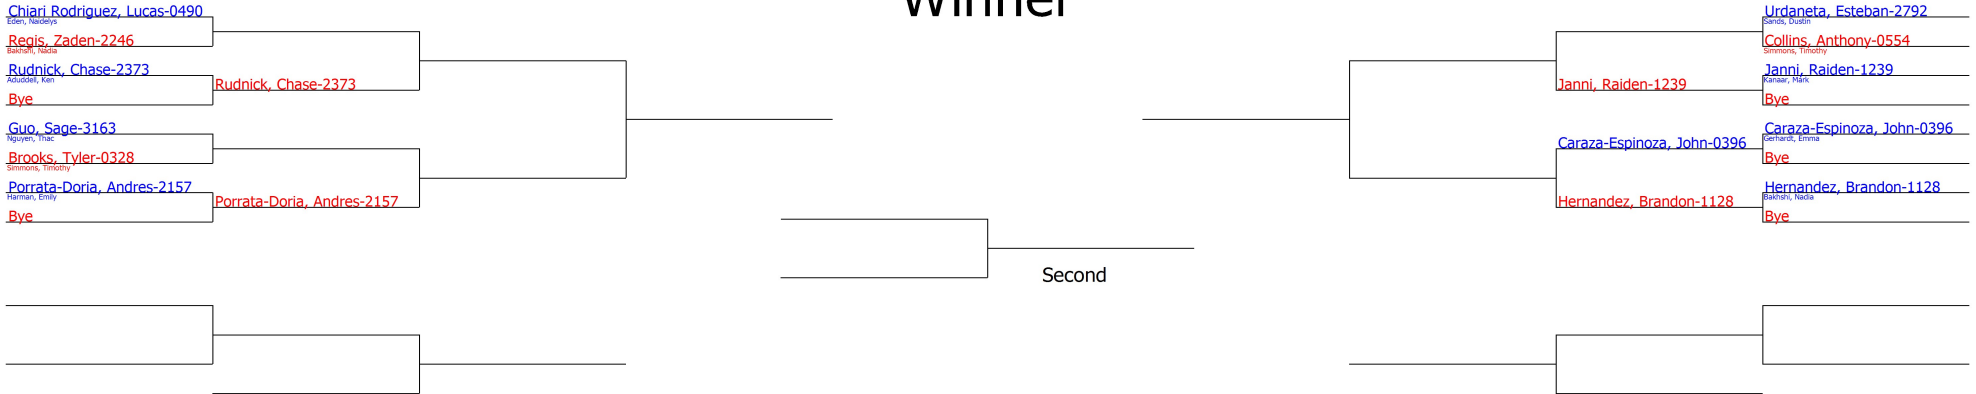 Winner
Chiari Rodriguez, Lucas-0490
Eden, Naidelys
Regis, Zaden-2246
Bakhshi, Nadia
Rudnick, Chase-2373
Aduddell, Ken
Bye
Rudnick, Chase-2373
Guo, Sage-3163
Nguyen, Thac
Brooks, Tyler-0328
Simmons, Timothy
Porrata-Doria, Andres-2157
Harman, Emily
Bye
Porrata-Doria, Andres-2157
Second
Janni, Raiden-1239
Caraza-Espinoza, John-0396
Hernandez, Brandon-1128
Urdaneta, Esteban-2792
Sands, Dustin
Collins, Anthony-0554
Simmons, Timothy
Janni, Raiden-1239
Kanaar, Mark
Bye
Caraza-Espinoza, John-0396
Gerhardt, Emma
Bye
Hernandez, Brandon-1128
Bakhshi, Nadia
Bye